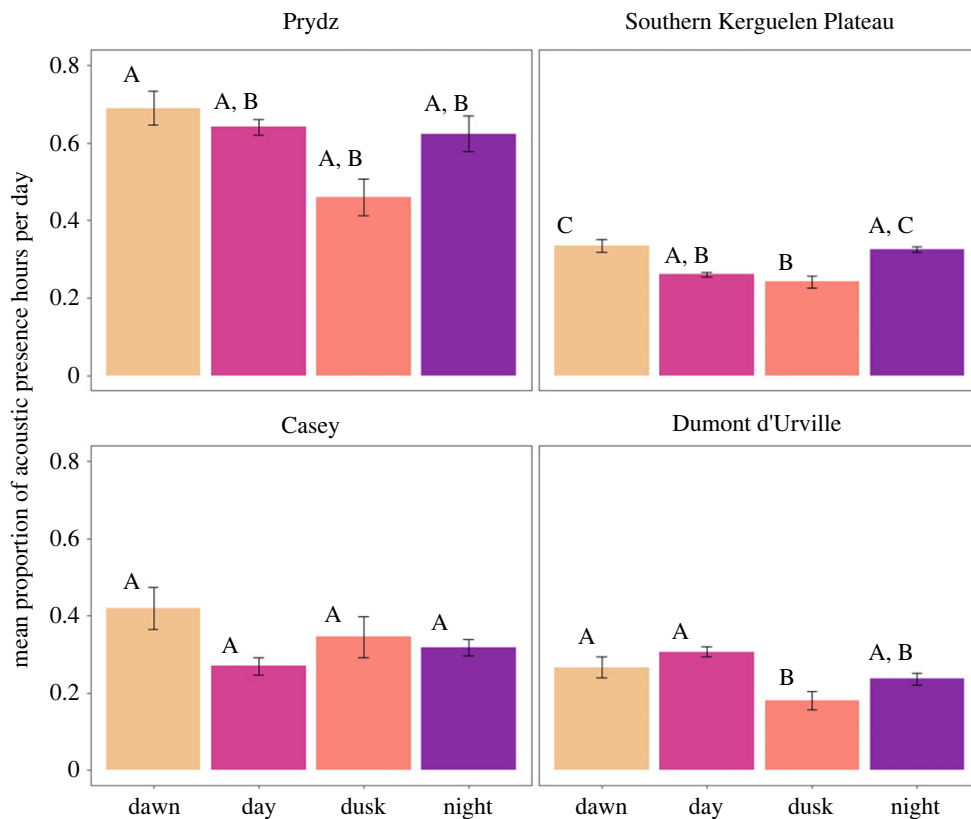 Prydz
Southern Kerguelen Plateau
mean proportion of acoustic presence hours per day
0.8
0.6
0.4
0.2
0
A
A, B
A, B
A, B
C
A, B
B
A, C
Casey
Dumont d'Urville
0.8
0.6
0.4
0.2
0
A
A
A
A
A
A
B
A, B
dawn day dusk night
dawn day dusk night